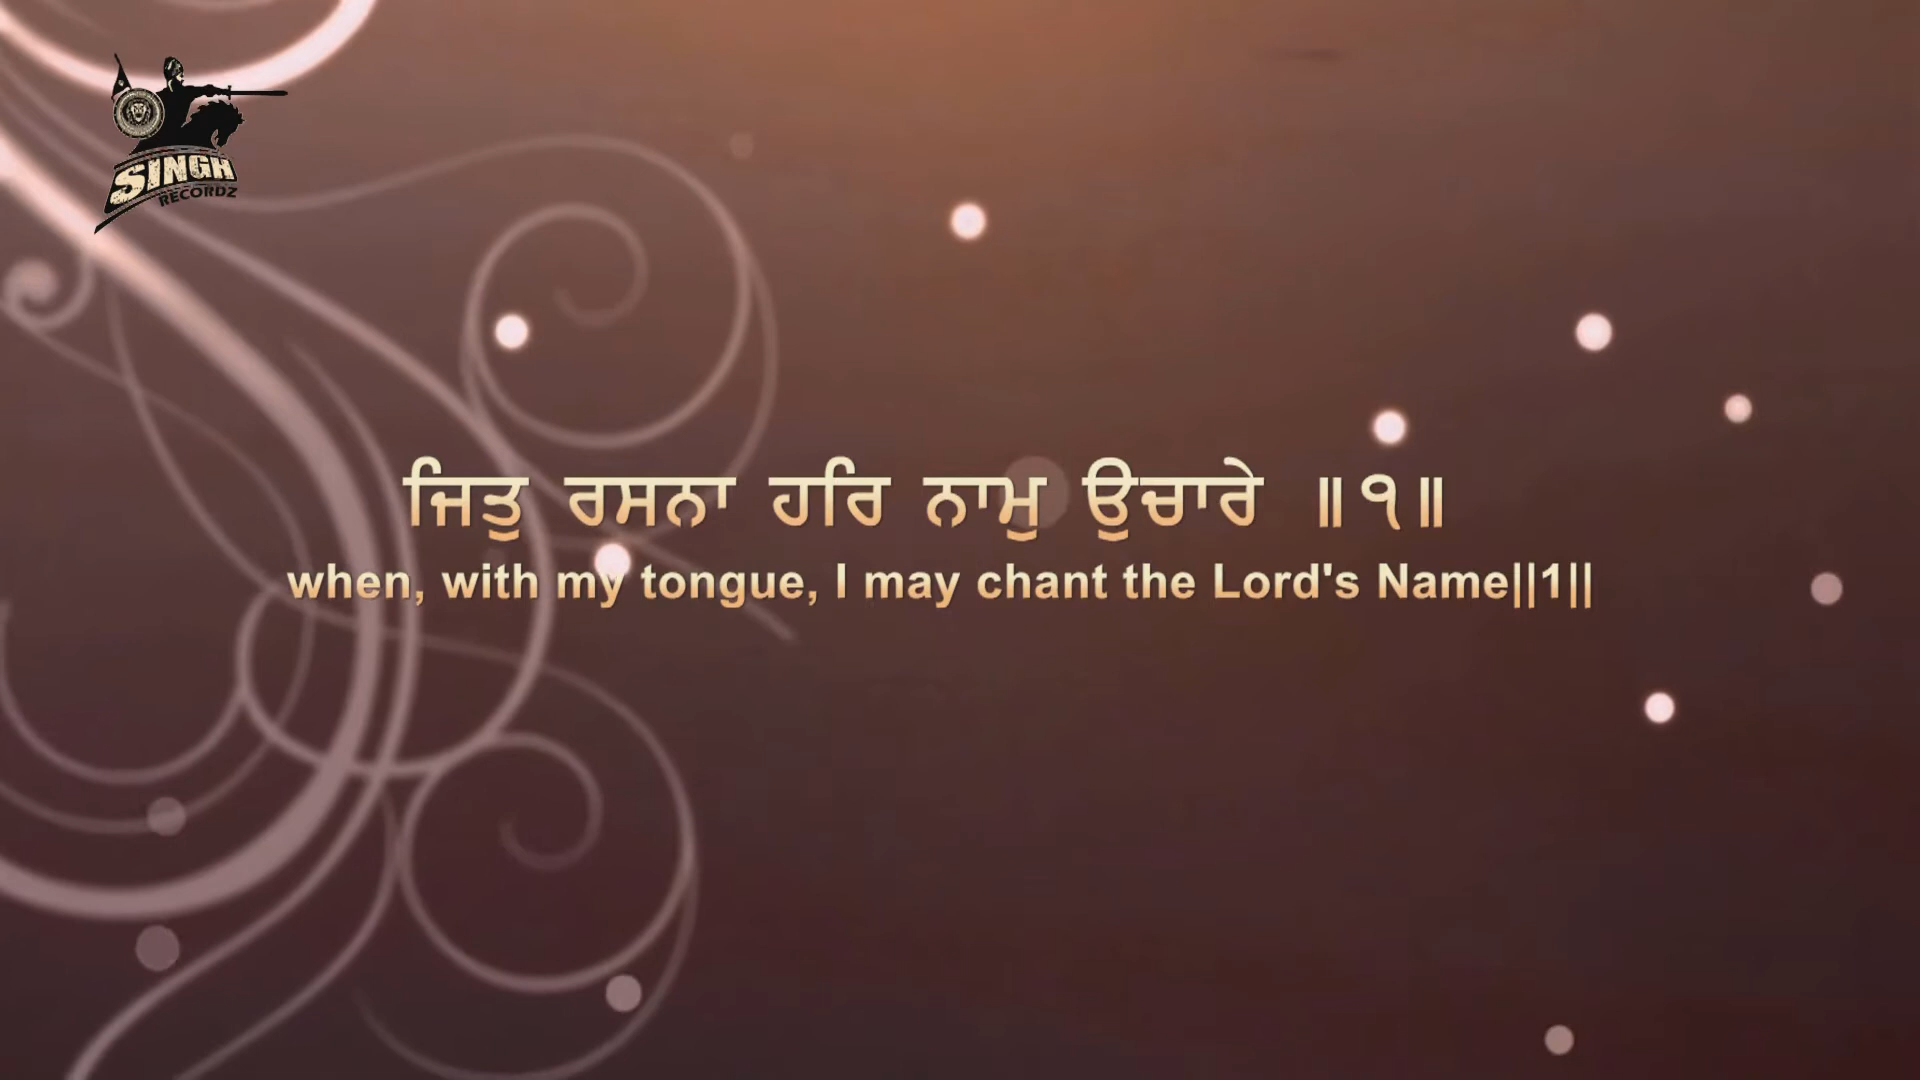 SINGH
RECORDZ
ਜਿਤੁ ਰਸਨਾ ਹਰਿ ਨਾਮੁ ਉਚਾਰੇ ॥੧॥
when, with my tongue, I may chant the Lord's Name||1||